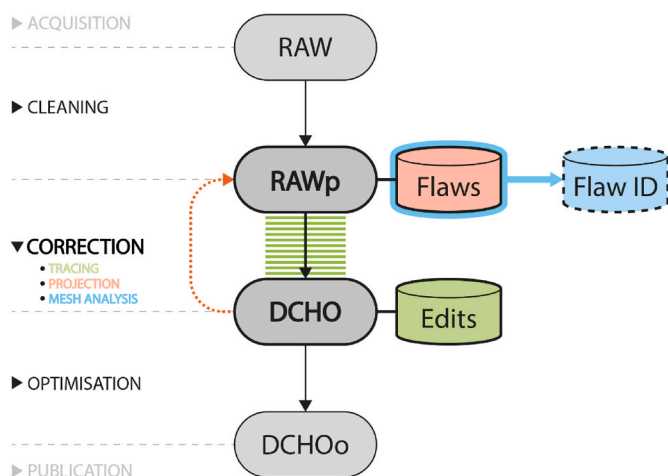 ▶ ACQUISITION
RAW
▶ CLEANING
RAWp
Flaws
Flaw ID
▼CORRECTION
• TRACING
• PROJECTION
• MESH ANALYSIS
DCHO
Edits
▶ OPTIMISATION
DCHOo
▶ PUBLICATION